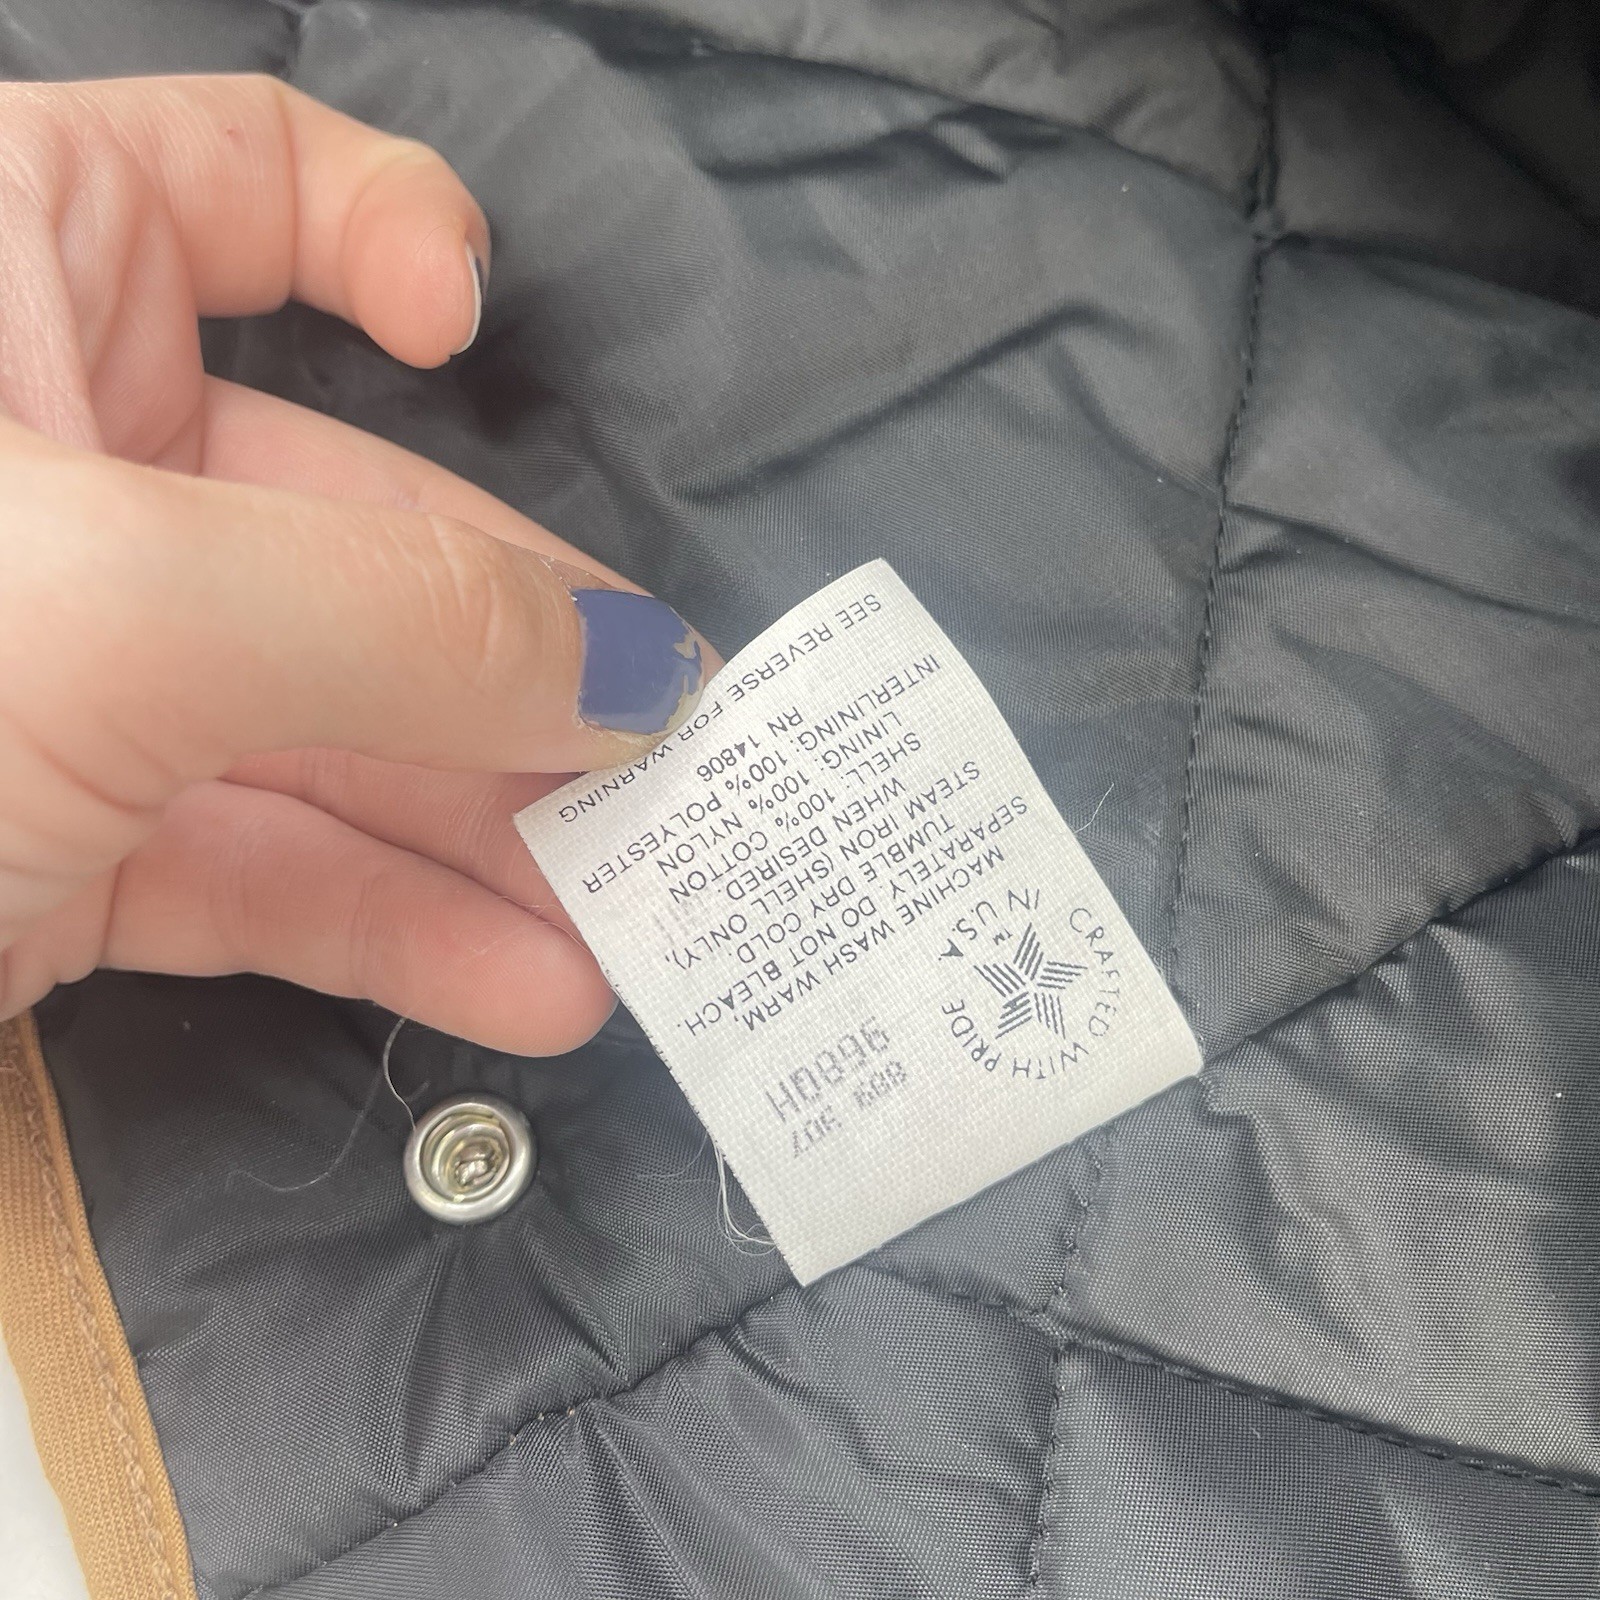 CRAFTED WITH PRIDE
IN U.S.A.
TM
MACHINE WASH WARM,
SEPARATELY. DO NOT BLEACH.
TUMBLE DRY COLD.
STEAM IRON (SHELL ONLY),
WHEN DESIRED.
SHELL: 100% COTTON
LINING: 100% NYLON
INTERLINING: 100% POLYESTER
RN 14806
SEE REVERSE FOR WARNING